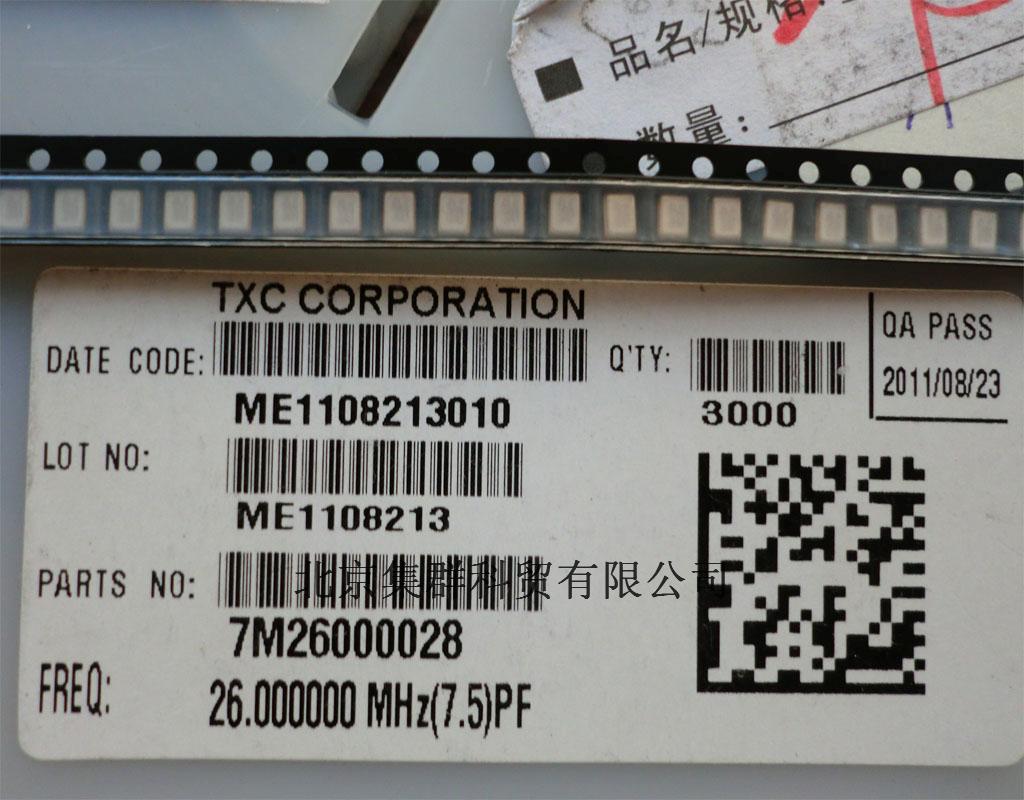 品名/规格:
数量:
TXC CORPORATION
DATE CODE:
ME1108213010
Q'TY:
3000
QA PASS
2011/08/23
LOT NO:
ME1108213
PARTS NO:
北京集群科贸有限公司
7M26000028
FREQ:
26.000000 MHz(7.5)PF